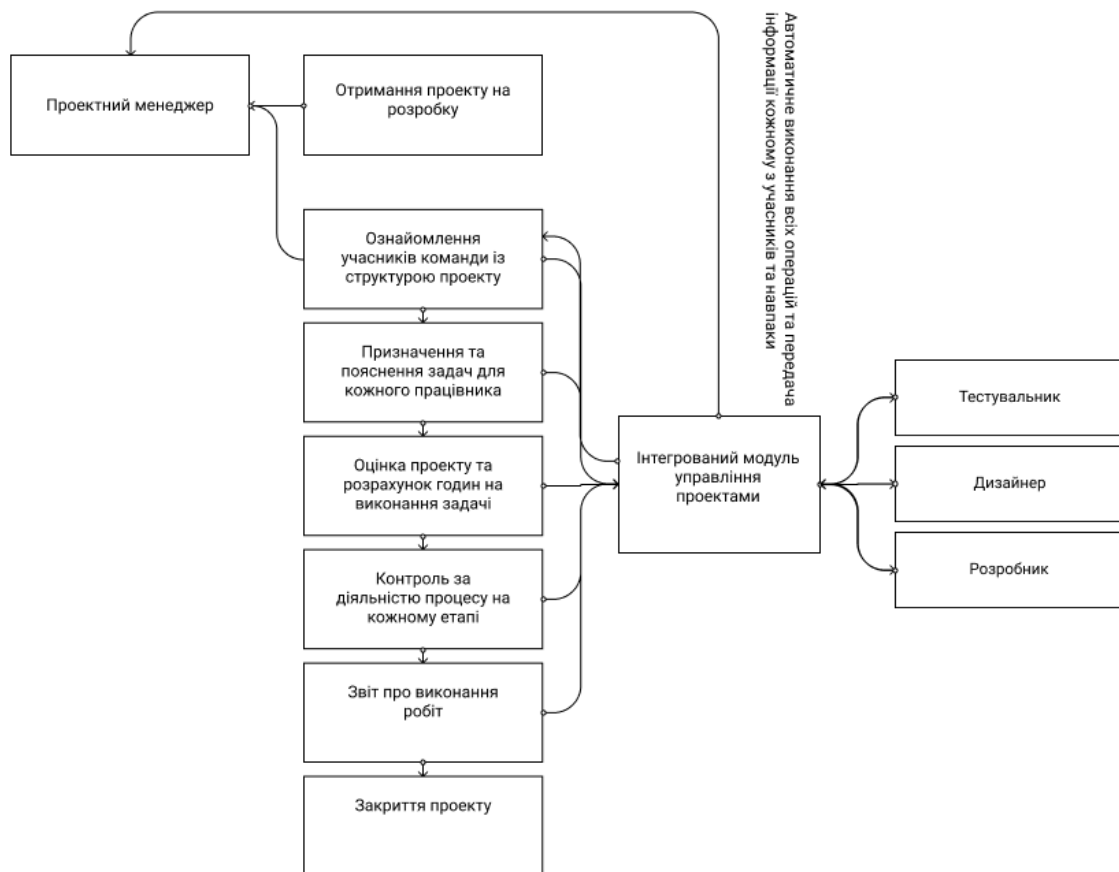 Автоматичне виконання всіх операцій та передача
інформації кожному з учасників та навпаки
Проектний менеджер
Отримання проекту на
розробку
Ознайомлення
учасників команди із
структурою проекту
Призначення та
пояснення задач для
кожного працівника
Оцінка проекту та
розрахунок годин на
виконання задачі
Контроль за
діяльністю процесу на
кожному етапі
Звіт про виконання
робіт
Закриття проекту
Інтегрований модуль
управління
проектами
Тестувальник
Дизайнер
Розробник